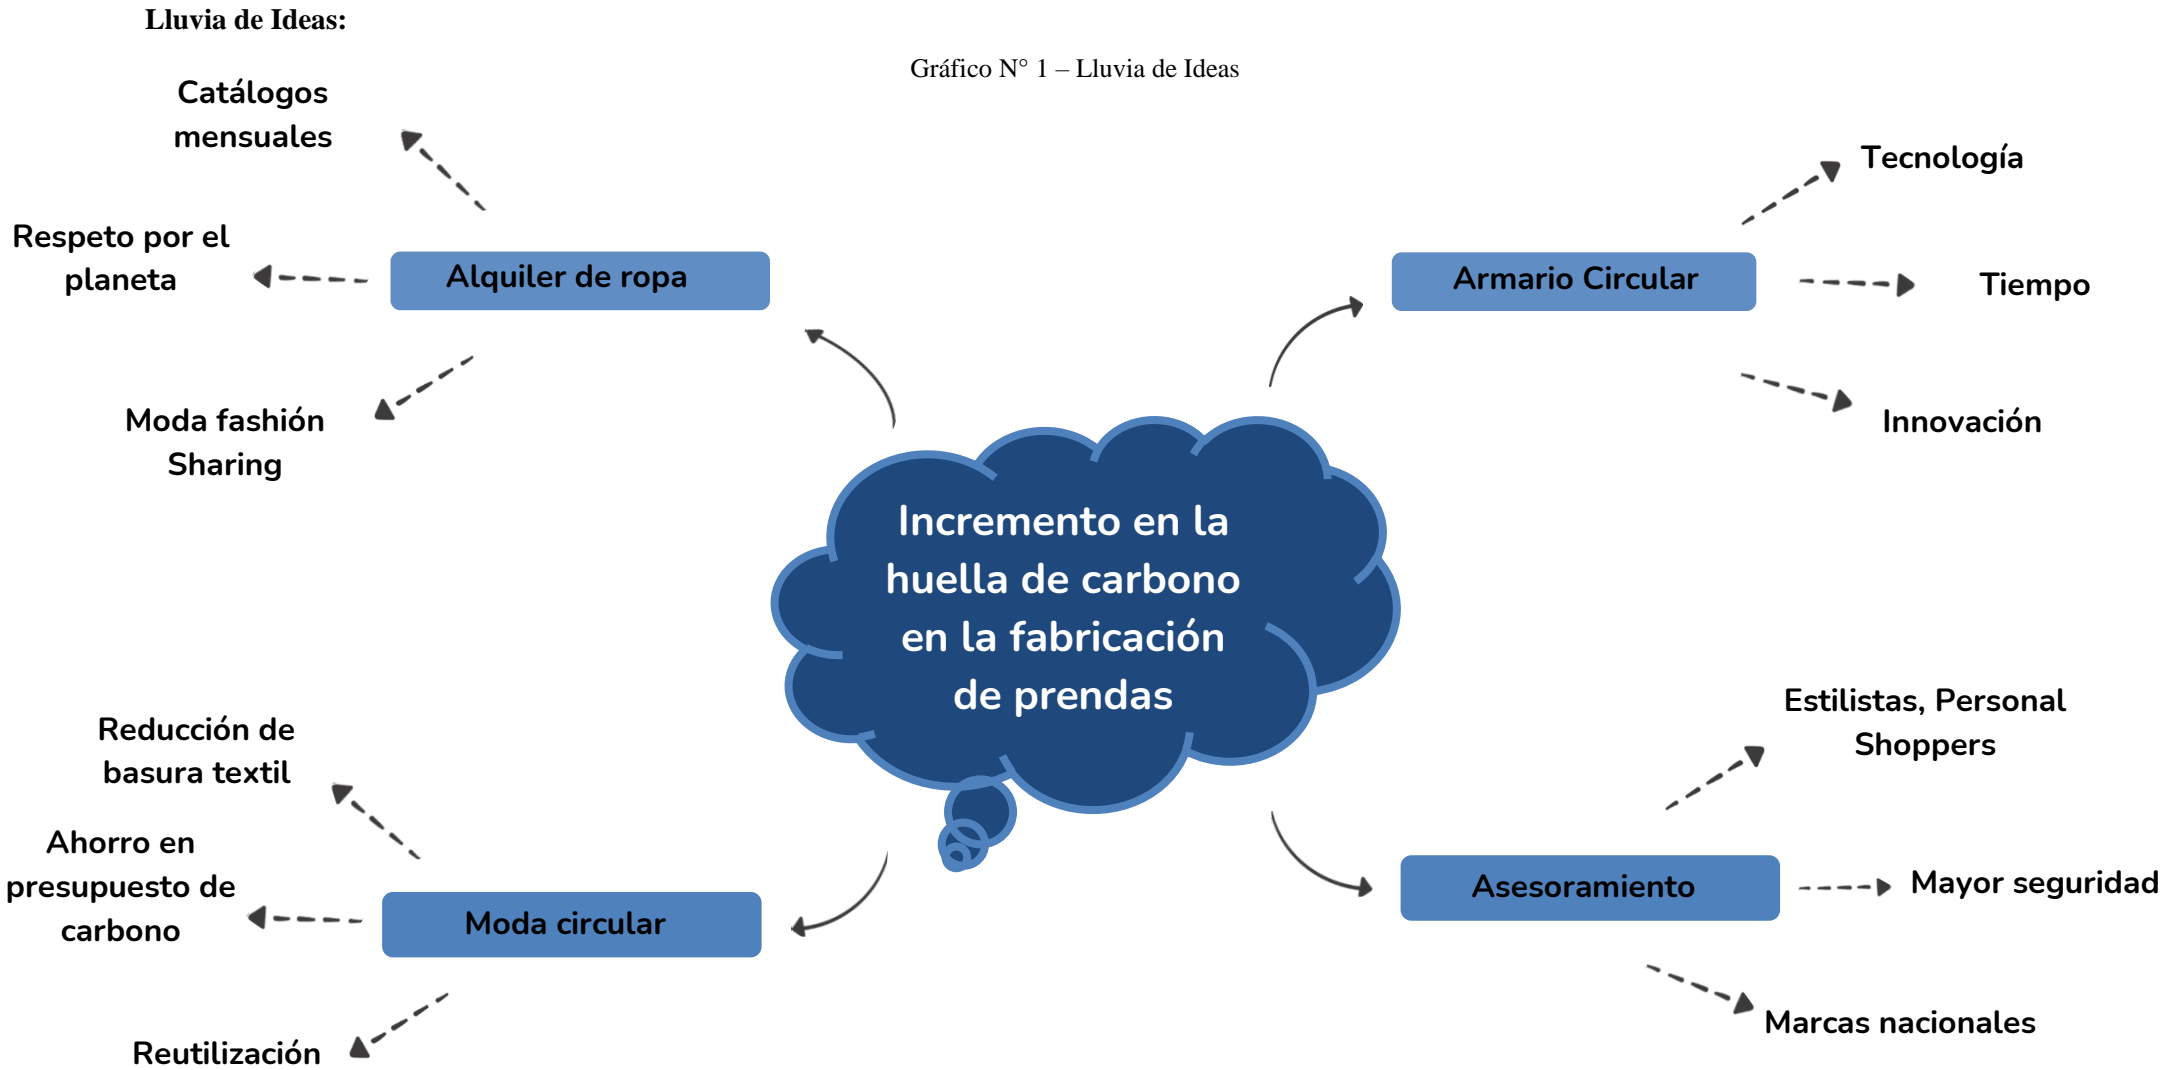 Lluvia de Ideas:
Gráfico N° 1 – Lluvia de Ideas
Catálogos
mensuales
Respeto por el
planeta
Alquiler de ropa
Moda fashión
Sharing
Tecnología
Armario Circular
Tiempo
Innovación
Incremento en la
huella de carbono
en la fabricación
de prendas
Reducción de
basura textil
Ahorro en
presupuesto de
carbono
Moda circular
Reutilización
Estilistas, Personal
Shoppers
Asesoramiento
Mayor seguridad
Marcas nacionales